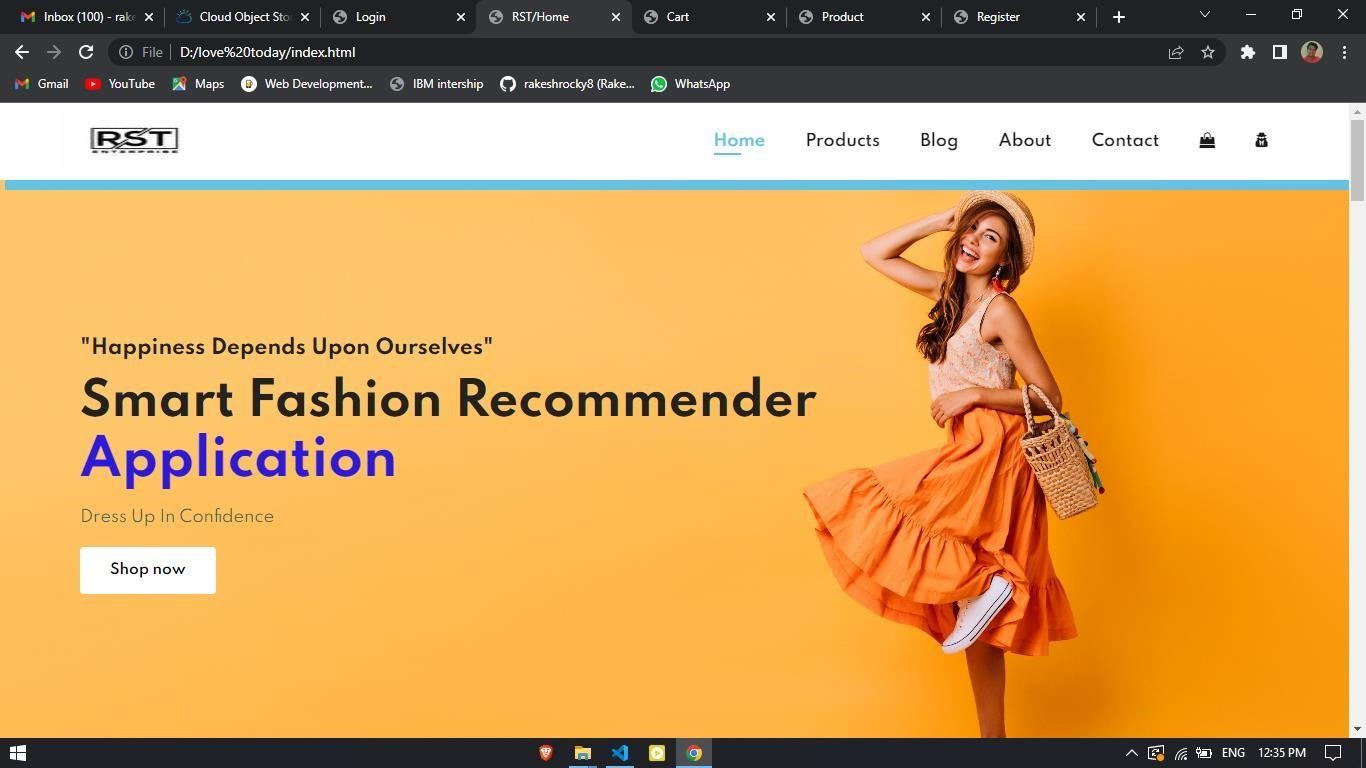 Inbox (100) - rake
Cloud Object Sto
Login
RST/Home
Cart
Product
Register
File
D:/love%20today/index.html
Gmail
YouTube
Maps
Web Development...
IBM intership
rakeshrocky8 (Rake...
WhatsApp
RST
ENTERPRISE
Home
Products
Blog
About
Contact
"Happiness Depends Upon Ourselves"
Smart Fashion Recommender
Application
Dress Up In Confidence
Shop now
ENG
12:35 PM